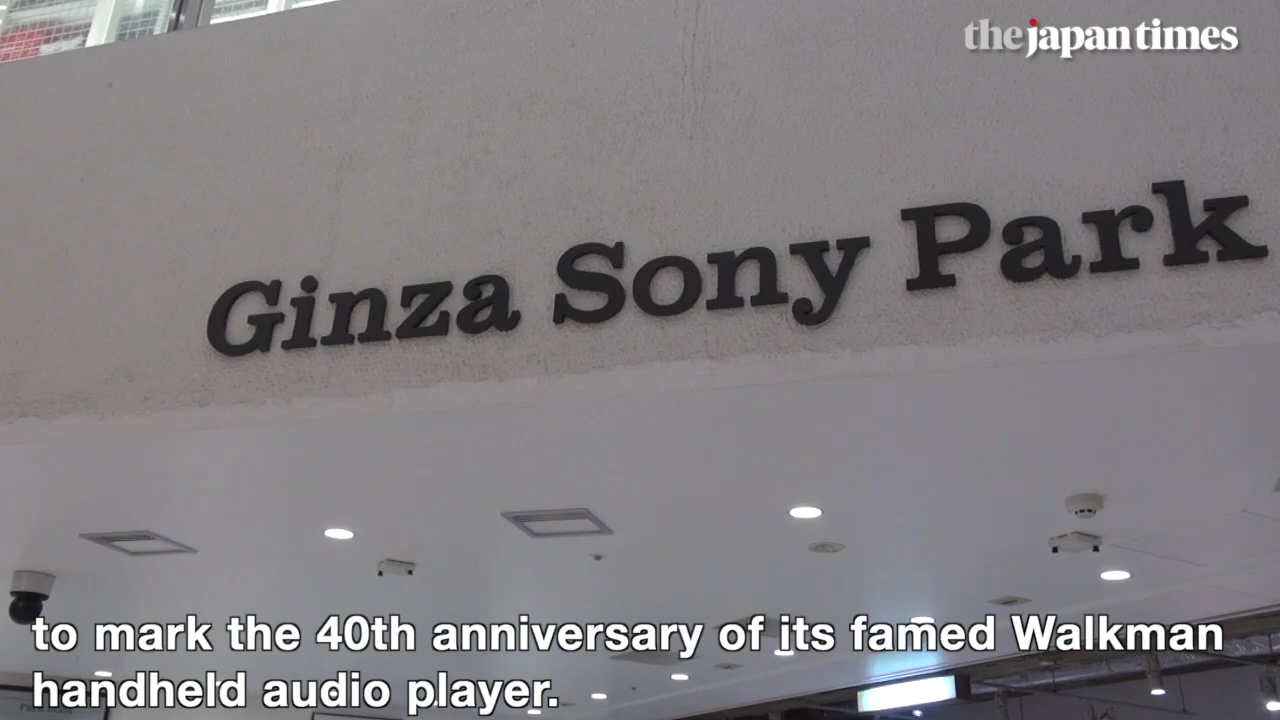 the japan times
Ginza Sony Park
to mark the 40th anniversary of its famed Walkman
handheld audio player.